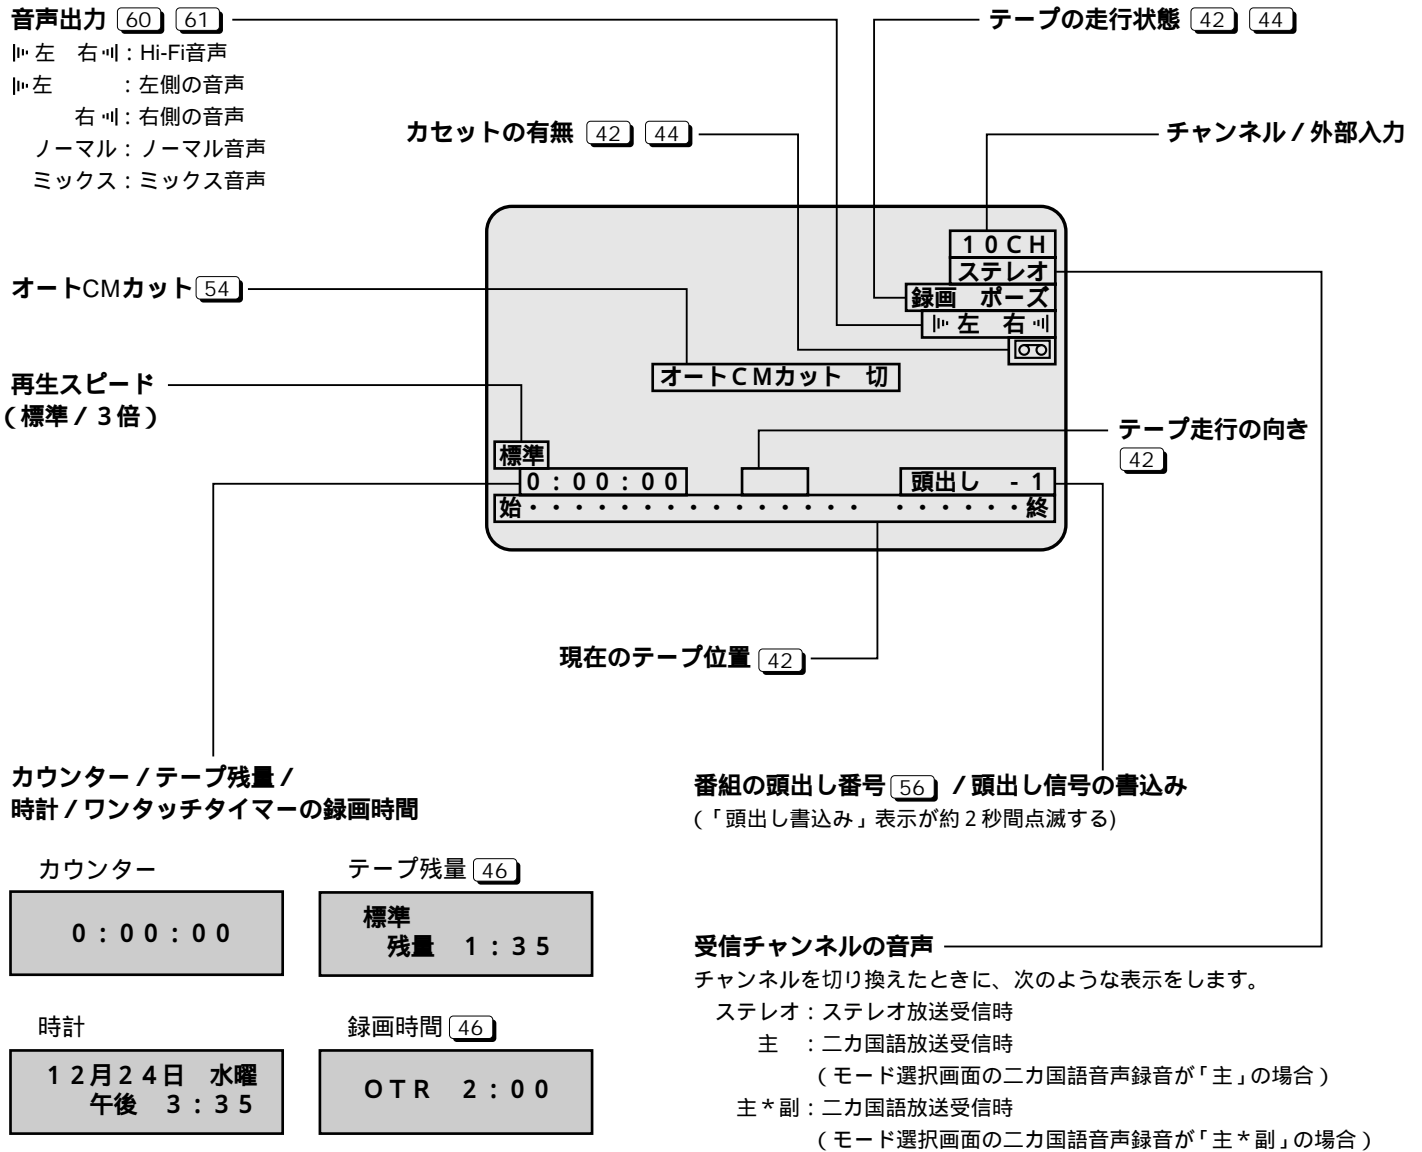 音声出力 60 61
左 右 : Hi-Fi音声
左 : 左側の音声
右 : 右側の音声
ノーマル : ノーマル音声
ミックス : ミックス音声
テープの走行状態 42 44
カセットの有無 42 44
チャンネル / 外部入力
オートCMカット 54
再生スピード
( 標準 / 3倍 )
10CH
ステレオ
録画 ポーズ
左 右
オートCMカット 切
標準
0:00:00
頭出し -1
始・・・・・・・・・・・・・・・ ・・・・・・終
テープ走行の向き
42
現在のテープ位置 42
カウンター / テープ残量 /
時計 / ワンタッチタイマーの録画時間
カウンター
0:00:00
テープ残量 46
標準
残量 1:35
時計
12月24日 水曜
午後 3:35
録画時間 46
OTR 2:00
番組の頭出し番号 56 / 頭出し信号の書込み
(「頭出し書込み」表示が約2秒間点滅する)
受信チャンネルの音声
チャンネルを切り換えたときに、次のような表示をします。
ステレオ : ステレオ放送受信時
主 : 二カ国語放送受信時
( モード選択画面の二カ国語音声録音が「主」の場合 )
主*副 : 二カ国語放送受信時
( モード選択画面の二カ国語音声録音が「主*副」の場合 )